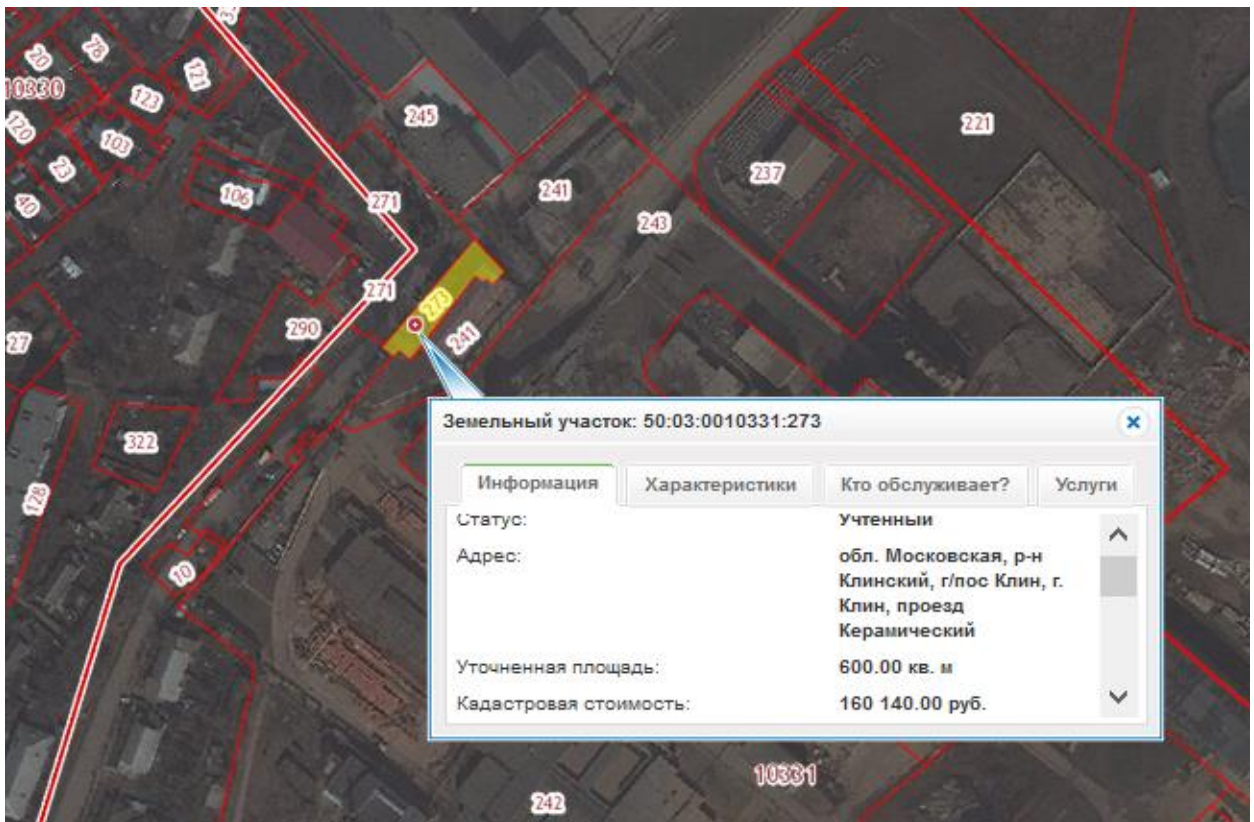 20
78
121
10330
123
120
103
23
40
106
245
271
241
221
237
243
271
273
290
241
27
322
128
10
Земельный участок: 50:03:0010331:273
Информация Характеристики Кто обслуживает? Услуги
Статус: Учтенный
Адрес: обл. Московская, р-н
Клинский, г/пос Клин, г.
Клин, проезд
Керамический
Уточненная площадь: 600.00 кв. м
Кадастровая стоимость: 160 140.00 руб.
10331
242